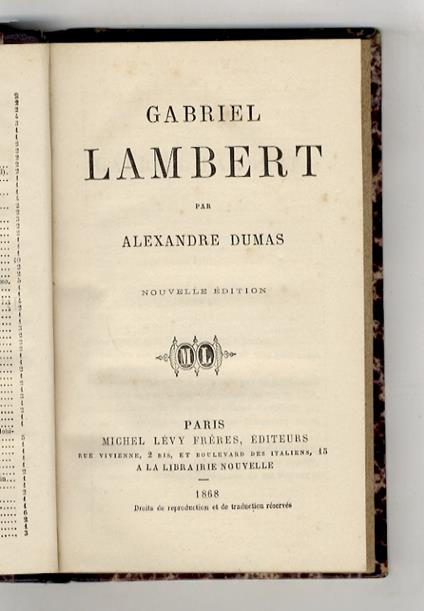 GABRIEL
LAMBERT
PAR
ALEXANDRE DUMAS
NOUVELLE ÉDITION
ML
PARIS
MICHEL LÉVY FRÈRES, ÉDITEURS
RUE VIVIENNE, 2 BIS, ET BOULEVARD DES ITALIENS, 15
A LA LIBRAIRIE NOUVELLE
1868
Droits de reproduction et de traduction réservés